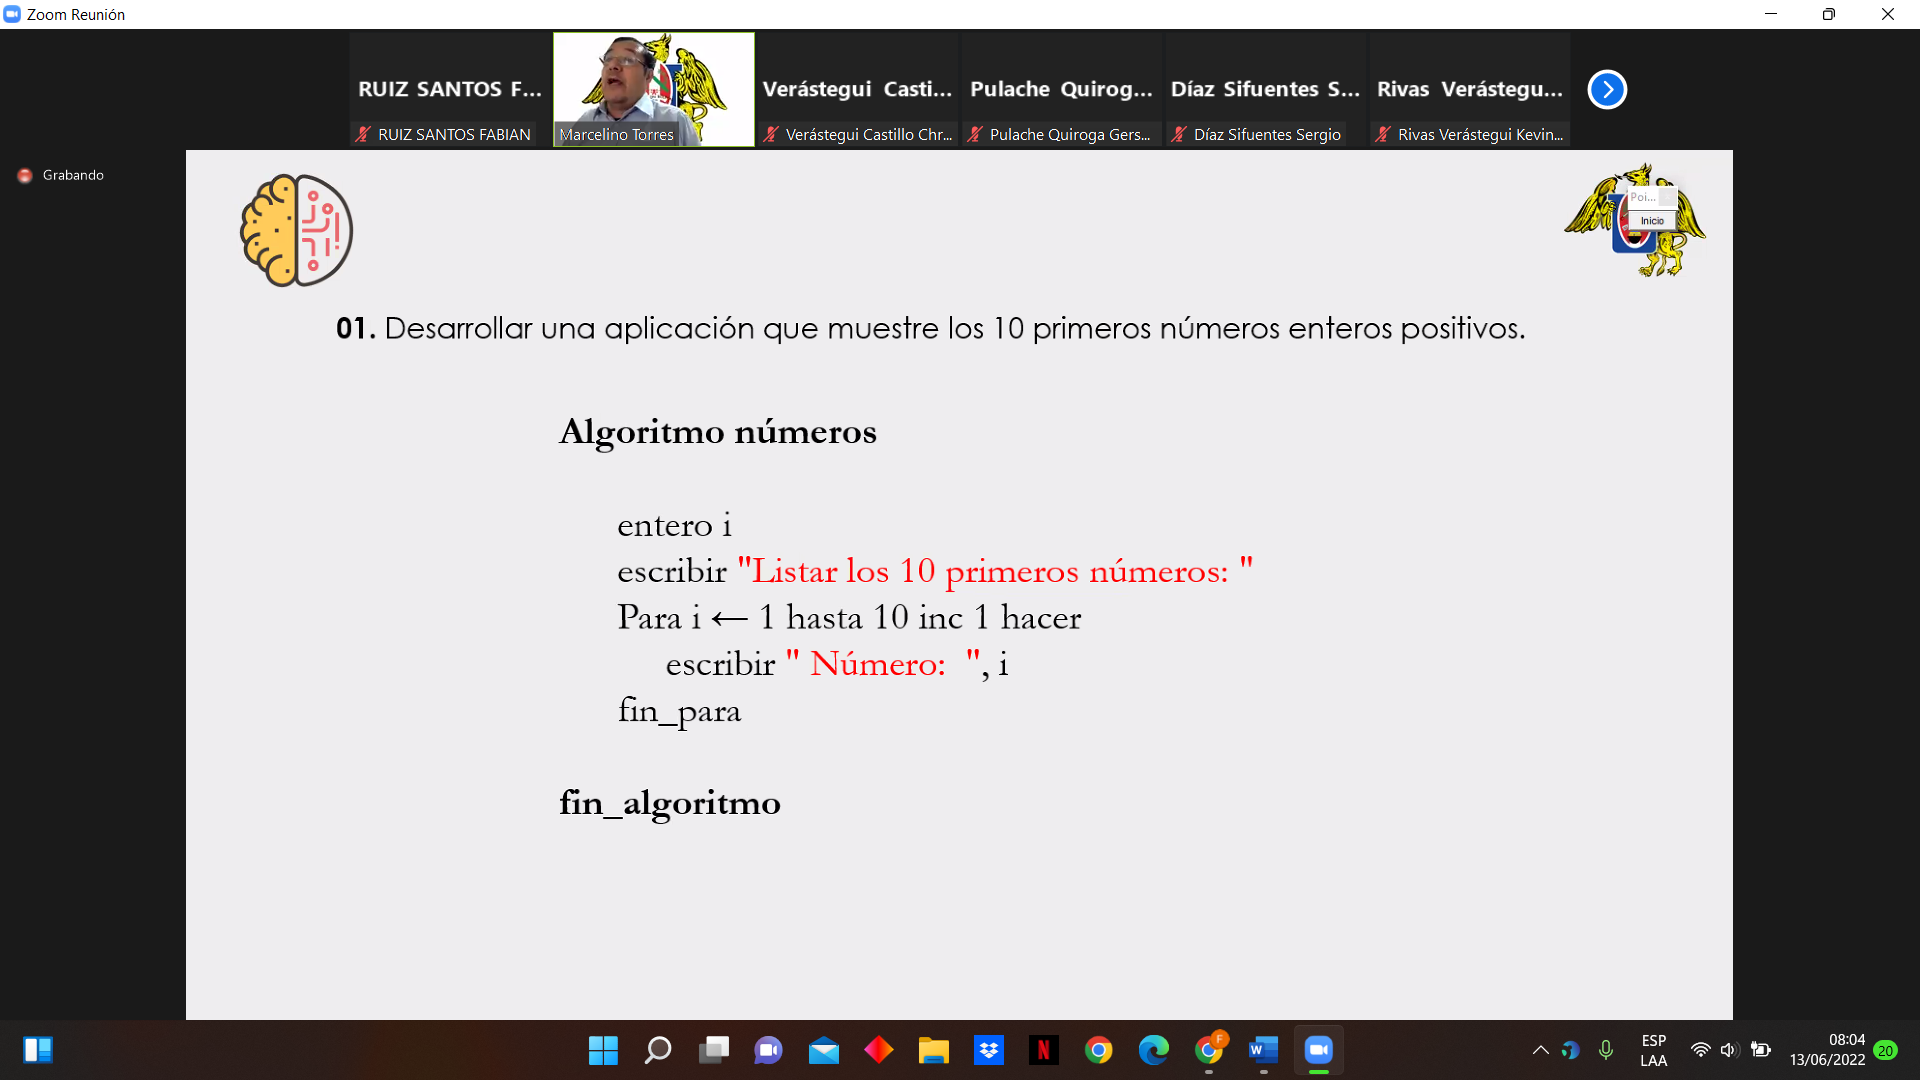 Zoom Reunión
RUIZ SANTOS F...
Verástegui Casti...
Pulache Quirog...
Díaz Sifuentes S...
Rivas Verástegu...
RUIZ SANTOS FABIAN
Marcelino Torres
Verástegui Castillo Chr...
Pulache Quiroga Gers...
Díaz Sifuentes Sergio
Rivas Verástegui Kevin...
Grabando
Poi...
Inicio
01. Desarrollar una aplicación que muestre los 10 primeros números enteros positivos.
Algoritmo números
entero i
escribir "Listar los 10 primeros números: "
Para i ← 1 hasta 10 inc 1 hacer
escribir " Número:  ", i
fin_para
fin_algoritmo
ESP
LAA
08:04
13/06/2022
20